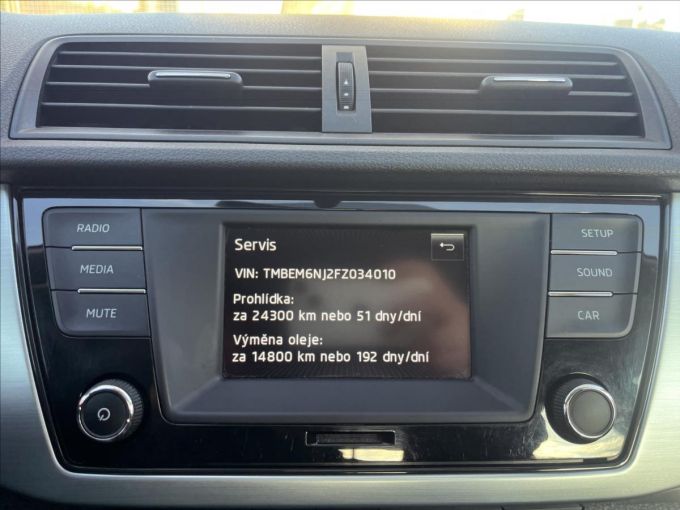 RADIO
MEDIA
MUTE
Servis
VIN: TMBEM6NJ2FZ034010
Prohlídka:
za 24300 km nebo 51 dny/dní
Výměna oleje:
za 14800 km nebo 192 dny/dní
SETUP
SOUND
CAR